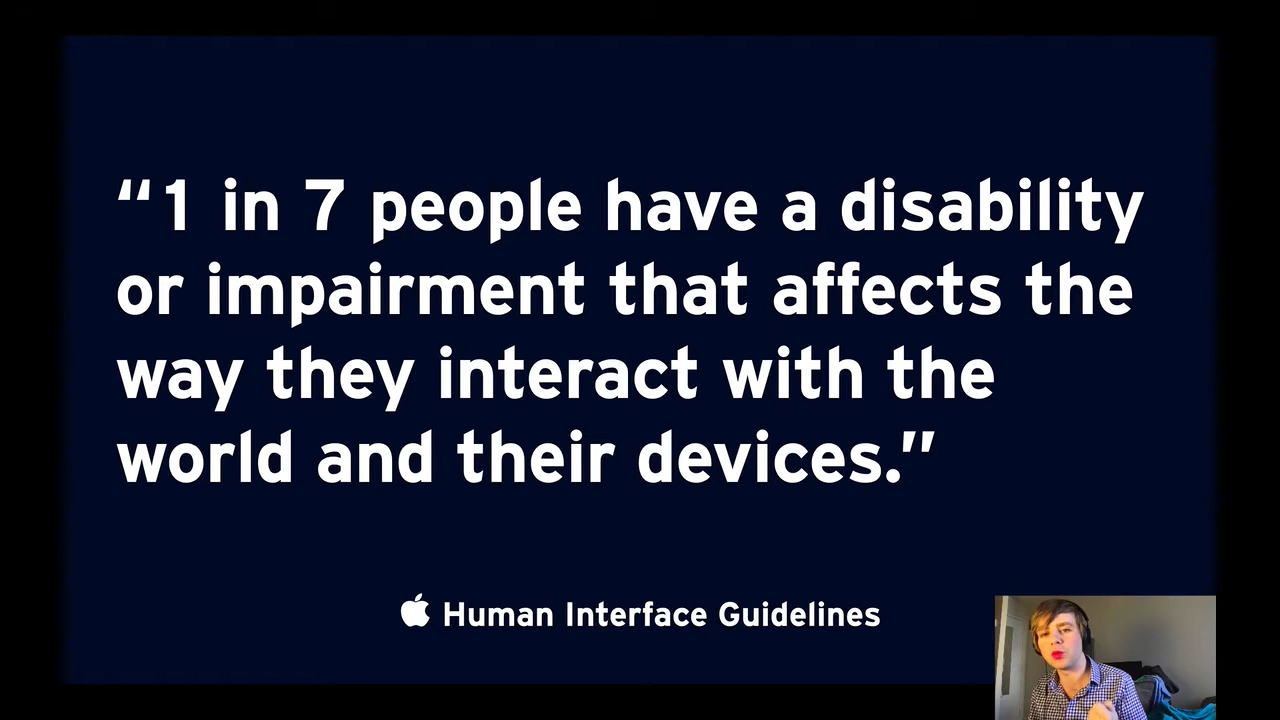 “1 in 7 people have a disability
or impairment that affects the
way they interact with the
world and their devices.”
Human Interface Guidelines